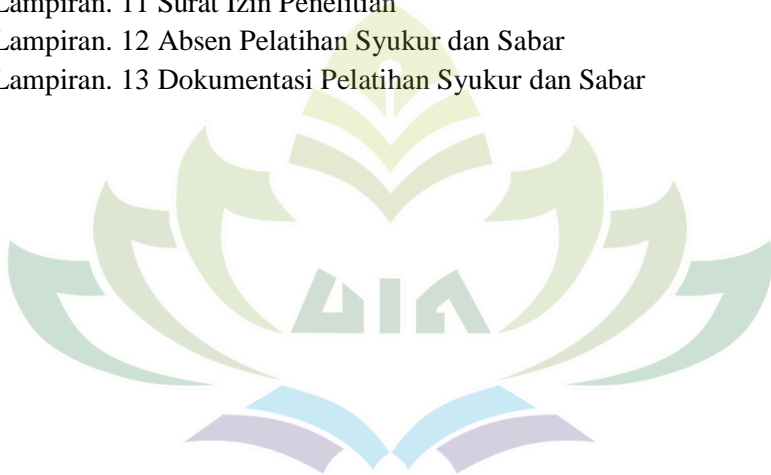 Lampiran. 11 Surat Izin Penelitian
Lampiran. 12 Absen Pelatihan Syukur dan Sabar
Lampiran. 13 Dokumentasi Pelatihan Syukur dan Sabar
UIN